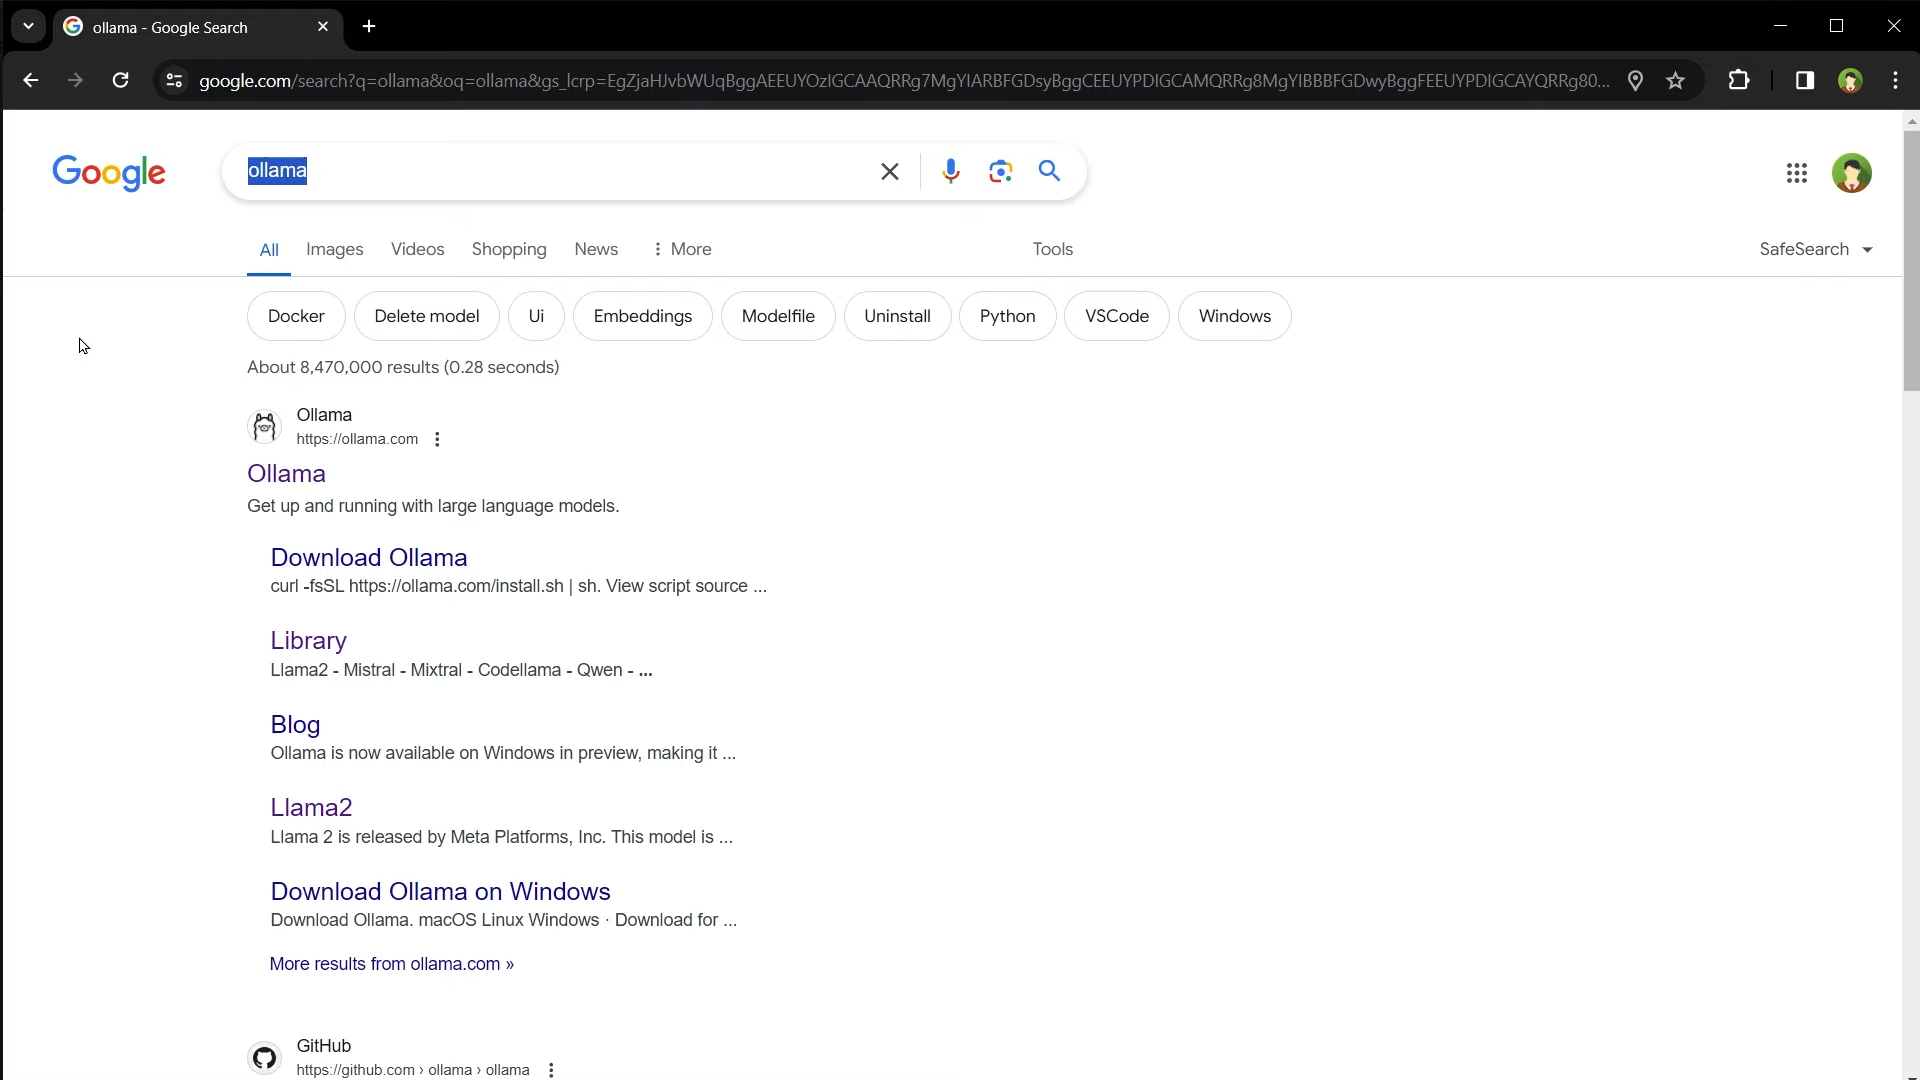 ollama - Google Search
google.com/search?q=ollama&oq=ollama&gs_lcrp=EgZjaHJvbWUqBggAEEUYOzIGCAAQRRg7MgYIARBFGDsyBggCEEUYPDIGCAMQRRg8MgYIBBBFGDwyBggFEEUYPDIGCAYQRRg80...
Google
ollama
All Images Videos Shopping News More Tools SafeSearch
Docker Delete model Ui Embeddings Modelfile Uninstall Python VSCode Windows
About 8,470,000 results (0.28 seconds)
Ollama
https://ollama.com
Ollama
Get up and running with large language models.
Download Ollama
curl -fsSL https://ollama.com/install.sh | sh. View script source ...
Library
Llama2 - Mistral - Mixtral - Codellama - Qwen - ...
Blog
Ollama is now available on Windows in preview, making it ...
Llama2
Llama 2 is released by Meta Platforms, Inc. This model is ...
Download Ollama on Windows
Download Ollama. macOS Linux Windows · Download for ...
More results from ollama.com »
GitHub
https://github.com › ollama › ollama